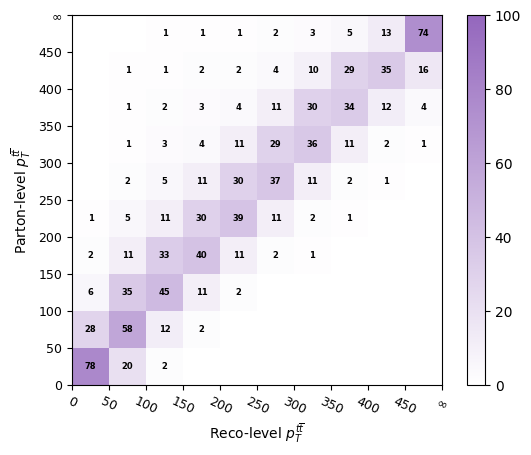 ∞ 1 1 1 2 3 5 13 74 100
450 1 1 2 2 4 10 29 35 16
400 1 2 3 4 11 30 34 12 4
350 1 3 4 11 29 36 11 2 1
300 2 5 11 30 37 11 2 1
250 1 5 11 30 39 11 2 1
200 2 11 33 40 11 2 1
150 6 35 45 11 2
100 28 58 12 2
50 78 20 2
0
80
60
40
20
0
Parton-level $p_T^{t\bar{t}}$
0 50 100 150 200 250 300 350 400 450 ∞
Reco-level $p_T^{t\bar{t}}$